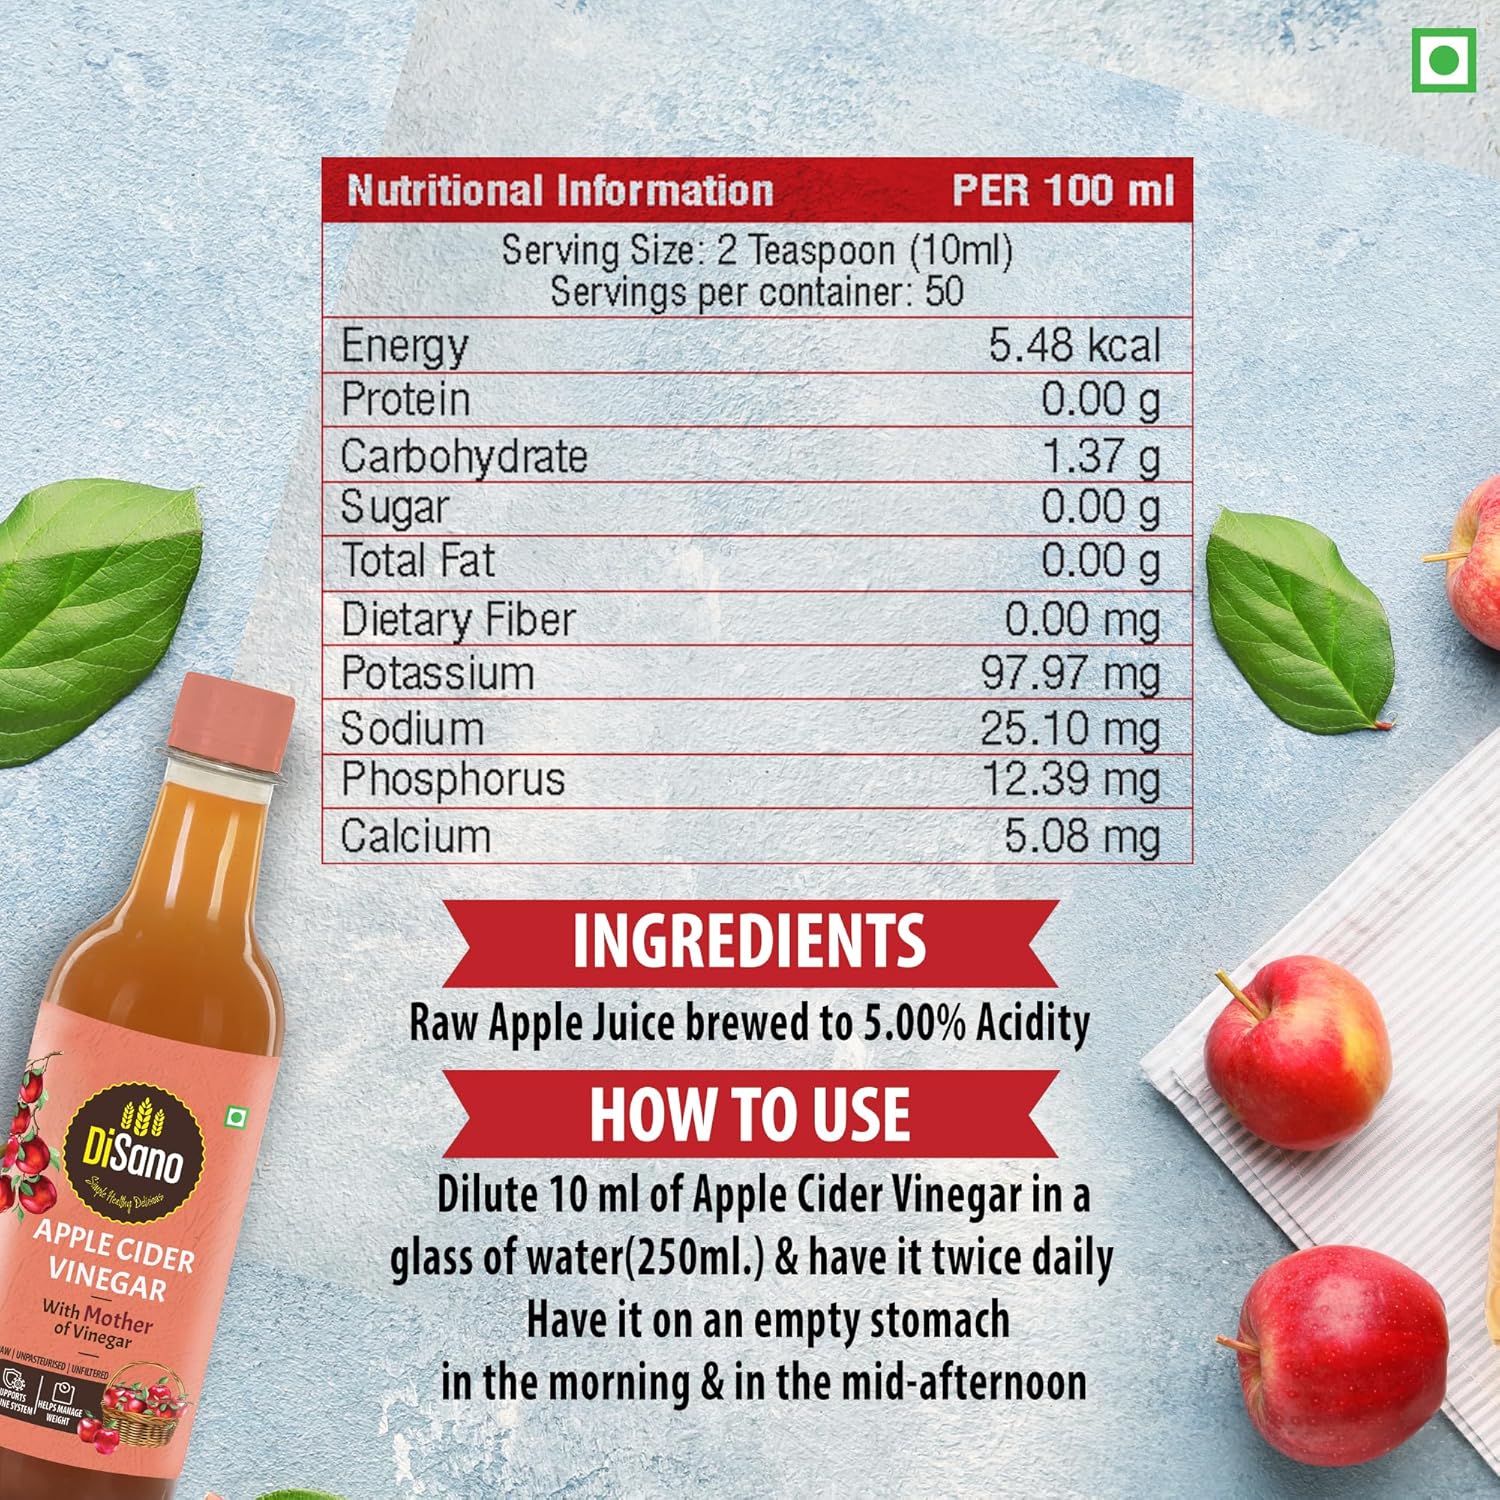 Nutritional Information PER 100 ml
Serving Size: 2 Teaspoon (10ml)
Servings per container: 50
Energy 5.48 kcal
Protein 0.00 g
Carbohydrate 1.37 g
Sugar 0.00 g
Total Fat 0.00 g
Dietary Fiber 0.00 mg
Potassium 97.97 mg
Sodium 25.10 mg
Phosphorus 12.39 mg
Calcium 5.08 mg
INGREDIENTS
Raw Apple Juice brewed to 5.00% Acidity
HOW TO USE
Dilute 10 ml of Apple Cider Vinegar in a
glass of water(250ml.) & have it twice daily
Have it on an empty stomach
in the morning & in the mid-afternoon
DiSano
Simple Healthy Delicious
APPLE CIDER
VINEGAR
With Mother
of Vinegar
UNPASTEURISED | UNFILTERED
SYSTEM
HELPS MANAGE
WEIGHT